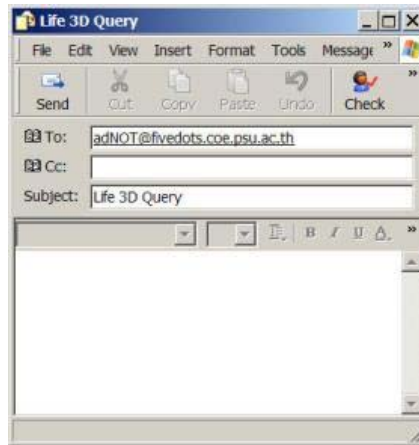 Life 3D Query
File Edit View Insert Format Tools Message »
Send Cut Copy Paste Undo Check »
To: adNOT@fivedots.coe.psu.ac.th
Cc:
Subject: Life 3D Query
B I U A »